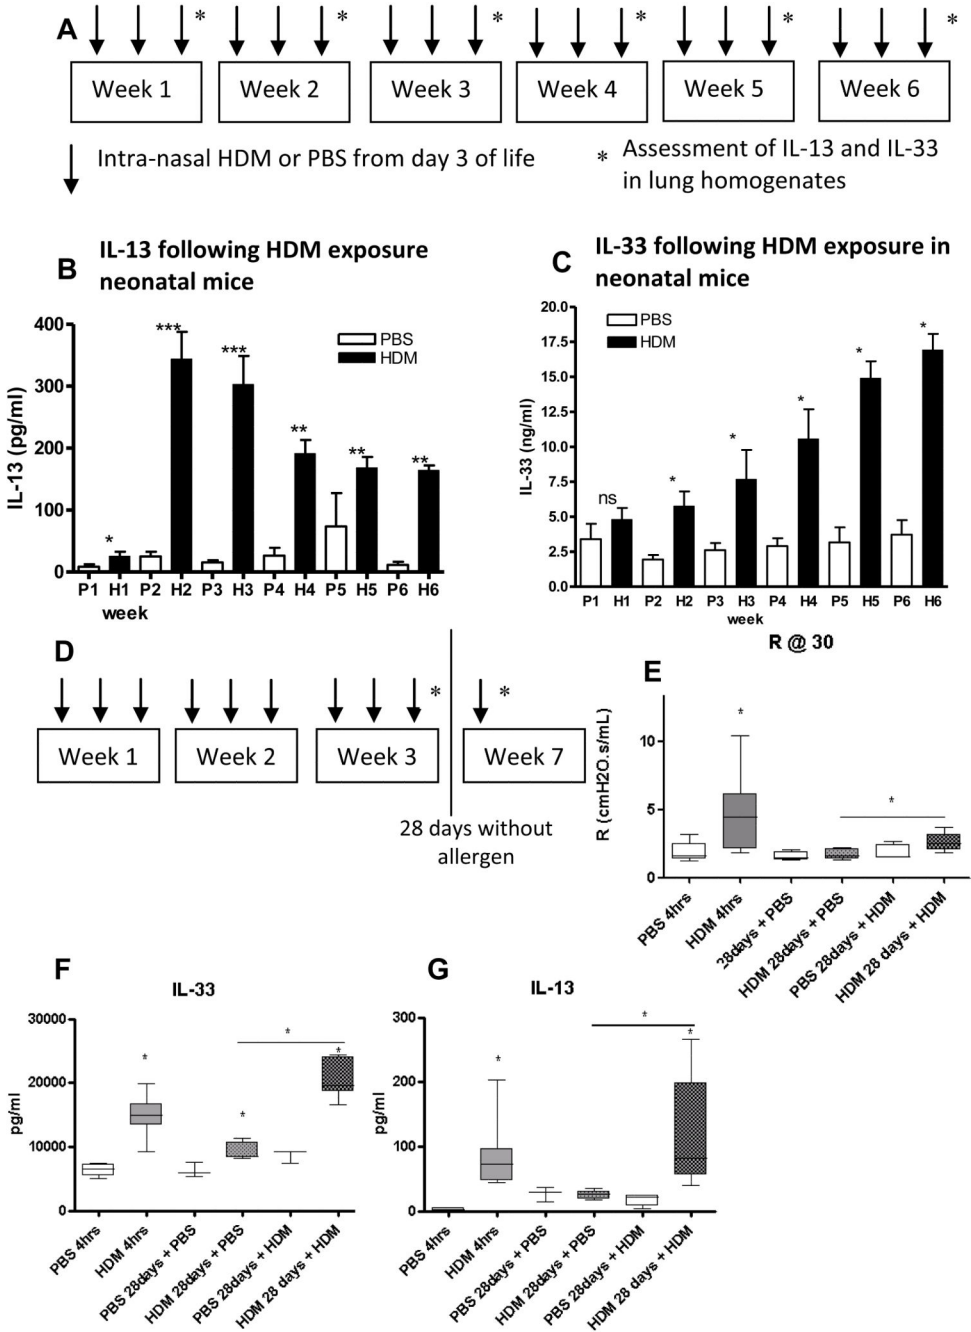 A
* * * * * *
Week 1 Week 2 Week 3 Week 4 Week 5 Week 6
Intra-nasal HDM or PBS from day 3 of life
* Assessment of IL-13 and IL-33
in lung homogenates
B
IL-13 following HDM exposure
neonatal mice
400
300
200
100
0
IL-13 (pg/ml)
PBS
HDM
* *** *** ** ** **
P1 H1 P2 H2 P3 H3 P4 H4 P5 H5 P6 H6
week
C
IL-33 following HDM exposure in
neonatal mice
20.0
17.5
15.0
12.5
10.0
7.5
5.0
2.5
0.0
IL-33 (ng/ml)
PBS
HDM
ns * * * * *
P1 H1 P2 H2 P3 H3 P4 H4 P5 H5 P6 H6
week
D
* *
Week 1 Week 2 Week 3 Week 7
28 days without
allergen
R @ 30
E
10
5
0
R (cmH2O.s/mL)
* *
PBS 4hrs
HDM 4hrs
28days + PBS
HDM 28days + PBS
PBS 28days + HDM
HDM 28 days + HDM
F
IL-33
30000
20000
10000
0
pg/ml
* * * *
PBS 4hrs
HDM 4hrs
PBS 28days + PBS
HDM 28days + PBS
PBS 28days + HDM
HDM 28 days + HDM
G
IL-13
300
200
100
0
pg/ml
* * *
PBS 4hrs
HDM 4hrs
PBS 28days + PBS
HDM 28days + PBS
PBS 28days + HDM
HDM 28 days + HDM